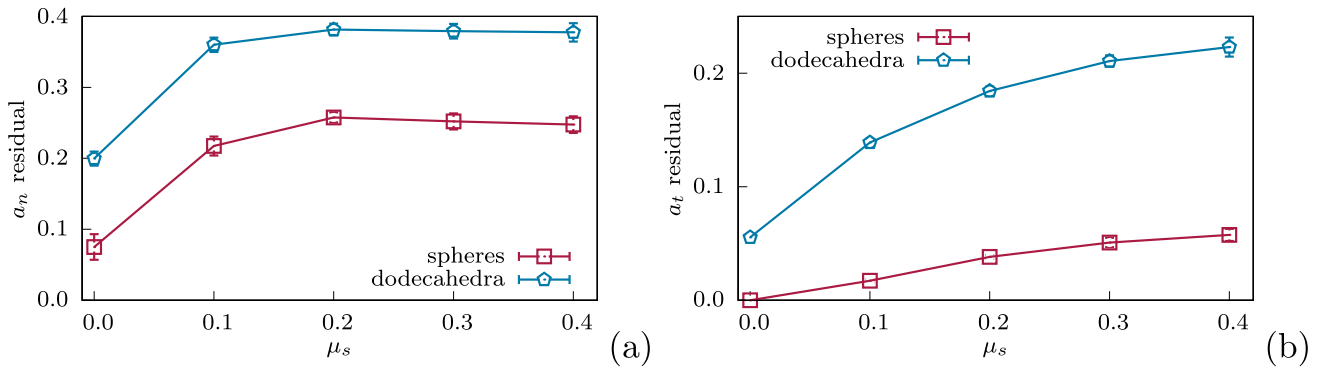 0.4
0.3
0.2
0.1
0.0
a_n residual
0.0 0.1 0.2 0.3 0.4
μ_s
spheres
dodecahedra
(a)
0.2
0.1
0.0
a_t residual
0.0 0.1 0.2 0.3 0.4
μ_s
spheres
dodecahedra
(b)